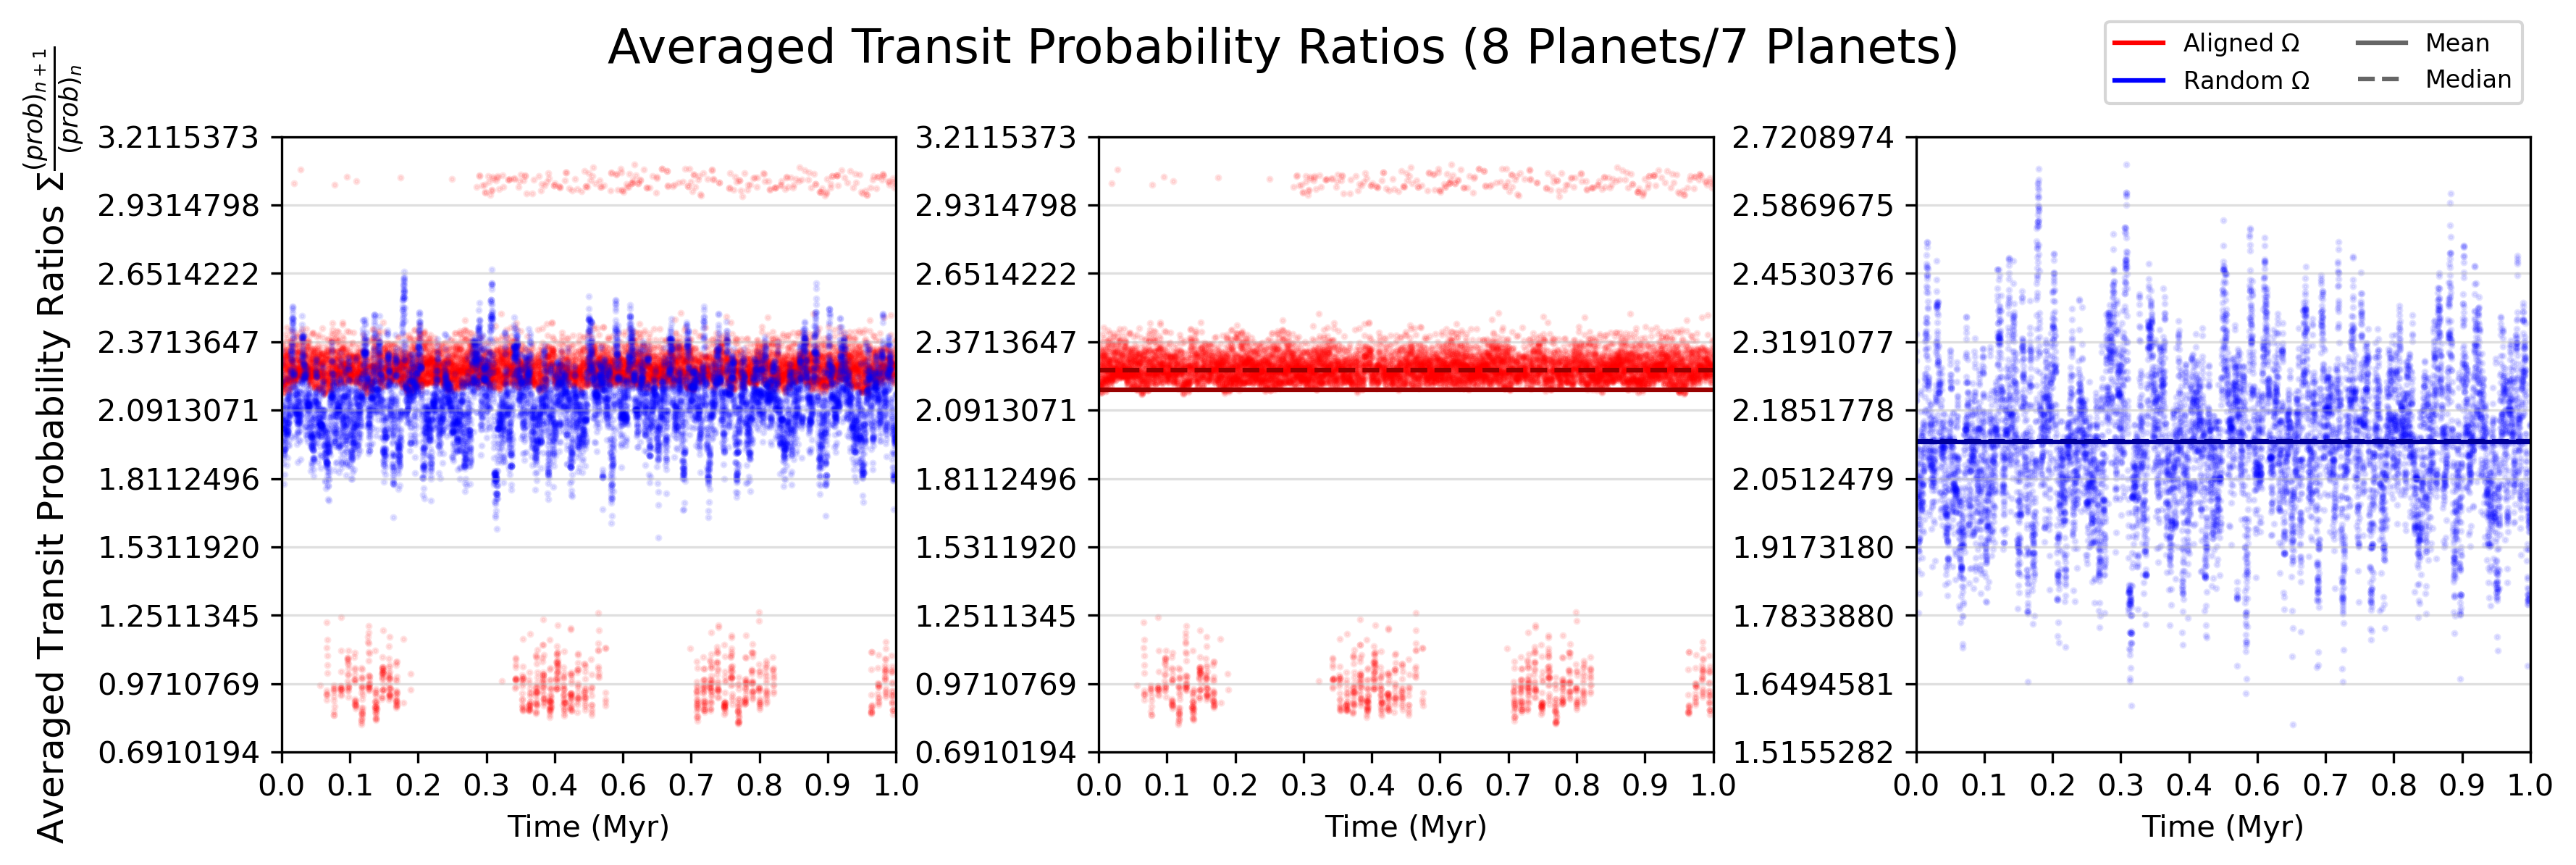 Averaged Transit Probability Ratios (8 Planets/7 Planets)
Aligned Ω
Mean
Random Ω
Median
Averaged Transit Probability Ratios Σ (prob)n+1 / (prob)n
3.2115373
2.9314798
2.6514222
2.3713647
2.0913071
1.8112496
1.5311920
1.2511345
0.9710769
0.6910194
0.0 0.1 0.2 0.3 0.4 0.6 0.7 0.8 0.9 1.0
Time (Myr)
3.2115373
2.9314798
2.6514222
2.3713647
2.0913071
1.8112496
1.5311920
1.2511345
0.9710769
0.6910194
0.0 0.1 0.2 0.3 0.4 0.6 0.7 0.8 0.9 1.0
Time (Myr)
2.7208974
2.5869675
2.4530376
2.3191077
2.1851778
2.0512479
1.9173180
1.7833880
1.6494581
1.5155282
0.0 0.1 0.2 0.3 0.4 0.6 0.7 0.8 0.9 1.0
Time (Myr)